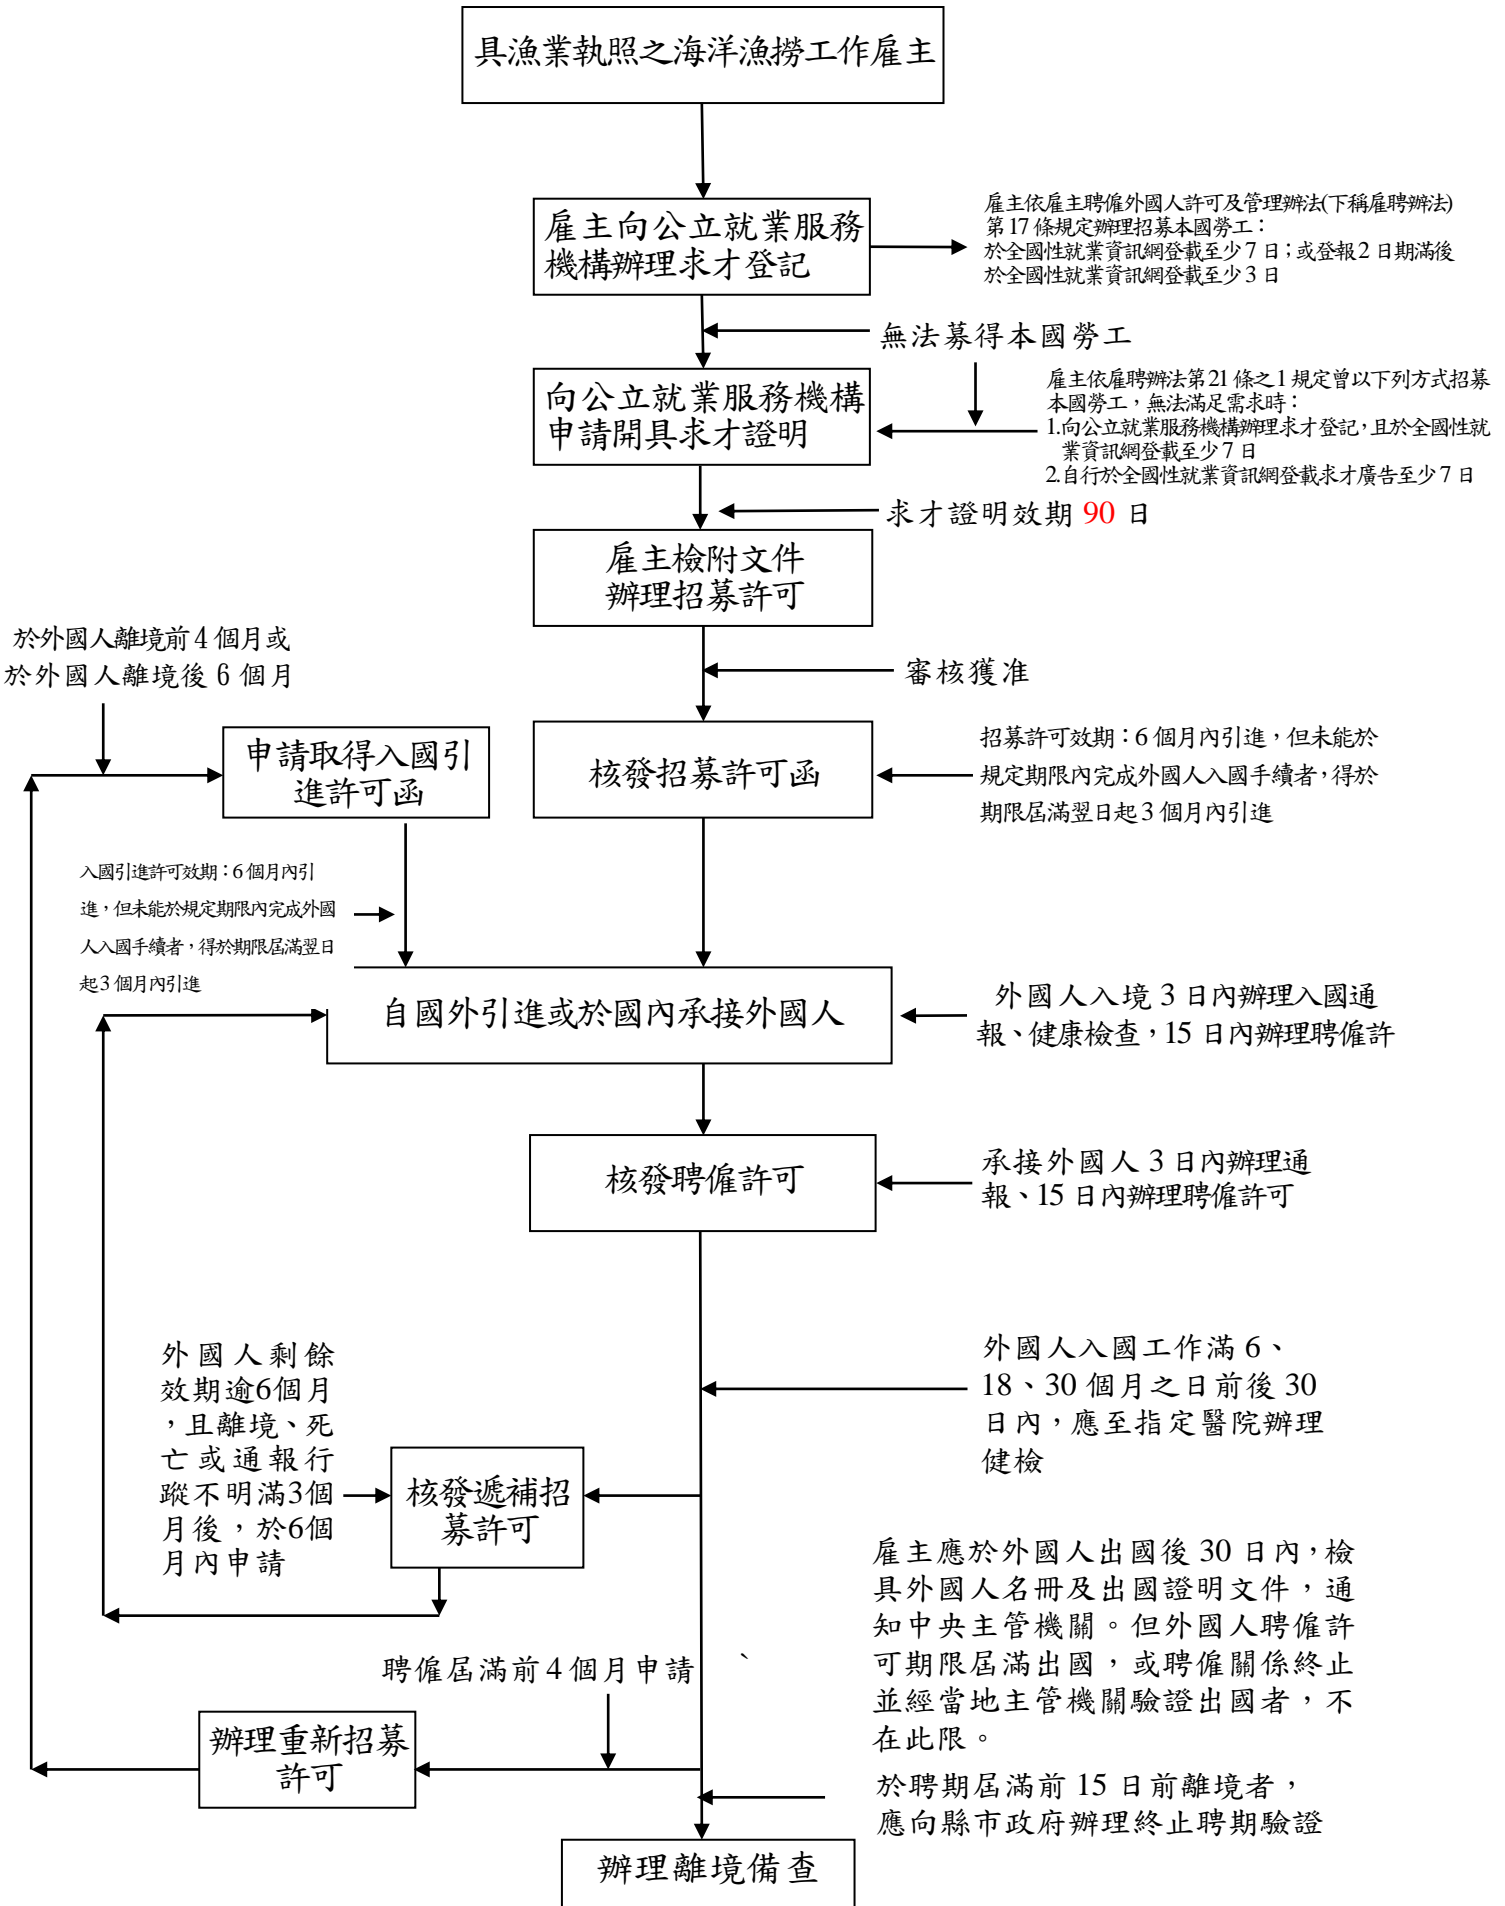 具漁業執照之海洋漁撈工作雇主
雇主向公立就業服務
機構辦理求才登記
雇主依雇主聘僱外國人許可及管理辦法(下稱雇聘辦法)
第17條規定辦理招募本國勞工：
於全國性就業資訊網登載至少7日；或登報2日期滿後
於全國性就業資訊網登載至少3日
無法募得本國勞工
向公立就業服務機構
申請開具求才證明
雇主依雇聘辦法第21條之1規定曾以下列方式招募
本國勞工，無法滿足需求時：
1.向公立就業服務機構辦理求才登記，且於全國性就
業資訊網登載至少7日
2.自行於全國性就業資訊網登載求才廣告至少7日
求才證明效期 90 日
雇主檢附文件
辦理招募許可
於外國人離境前4個月或
於外國人離境後 6 個月
審核獲准
申請取得入國引
進許可函
核發招募許可函
招募許可效期：6個月內引進，但未能於
規定期限內完成外國人入國手續者，得於
期限屆滿翌日起3個月內引進
入國引進許可效期：6個月內引
進，但未能於規定期限內完成外國
人入國手續者，得於期限屆滿翌日
起3個月內引進
自國外引進或於國內承接外國人
外國人入境 3 日內辦理入國通
報、健康檢查，15 日內辦理聘僱許
核發聘僱許可
承接外國人 3 日內辦理通
報、15 日內辦理聘僱許可
外國人入國工作滿 6、
18、30 個月之日前後 30
日內，應至指定醫院辦理
健檢
外國人剩餘
效期逾6個月
，且離境、死
亡或通報行
蹤不明滿3個
月後，於6個
月內申請
核發遞補招
募許可
雇主應於外國人出國後 30 日內，檢
具外國人名冊及出國證明文件，通
知中央主管機關。但外國人聘僱許
可期限屆滿出國，或聘僱關係終止
並經當地主管機關驗證出國者，不
在此限。
聘僱屆滿前4個月申請 、
辦理重新招募
許可
於聘期屆滿前 15 日前離境者，
應向縣市政府辦理終止聘期驗證
辦理離境備查